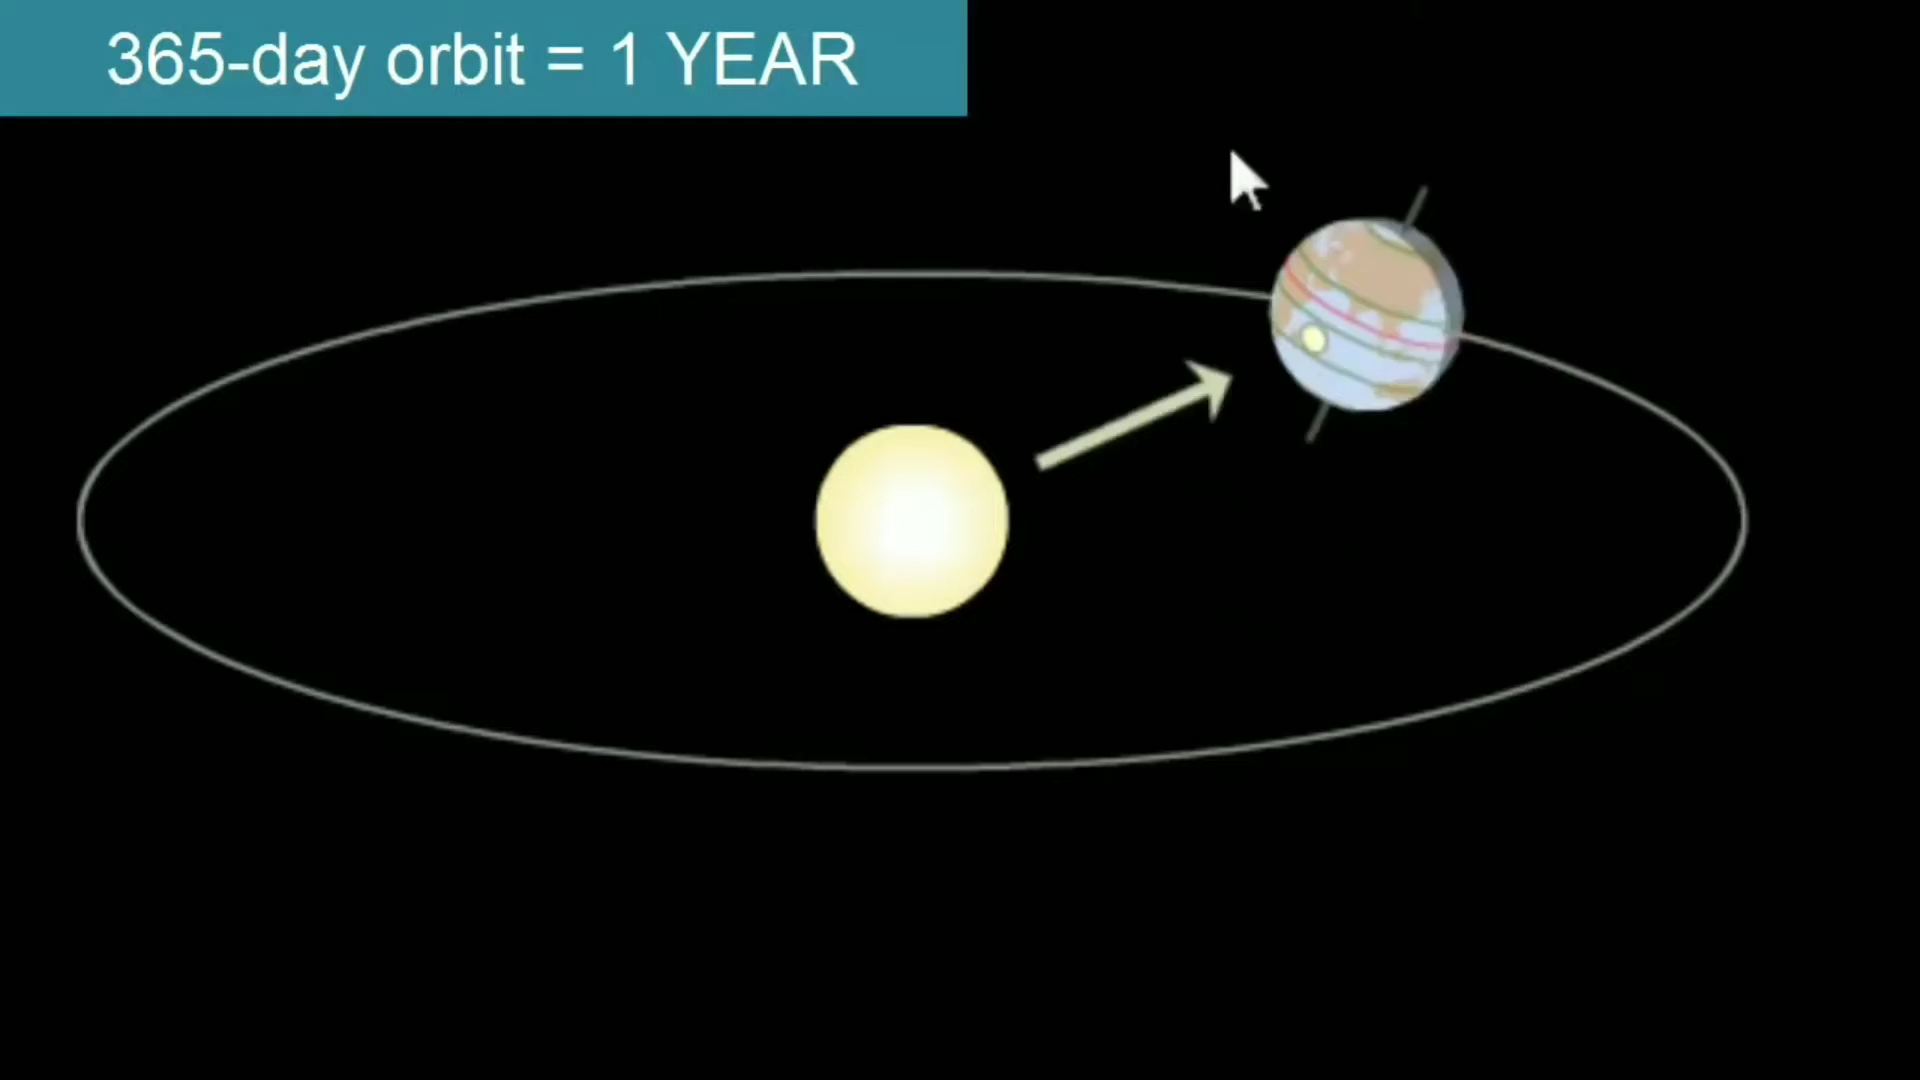 365-day orbit = 1 YEAR